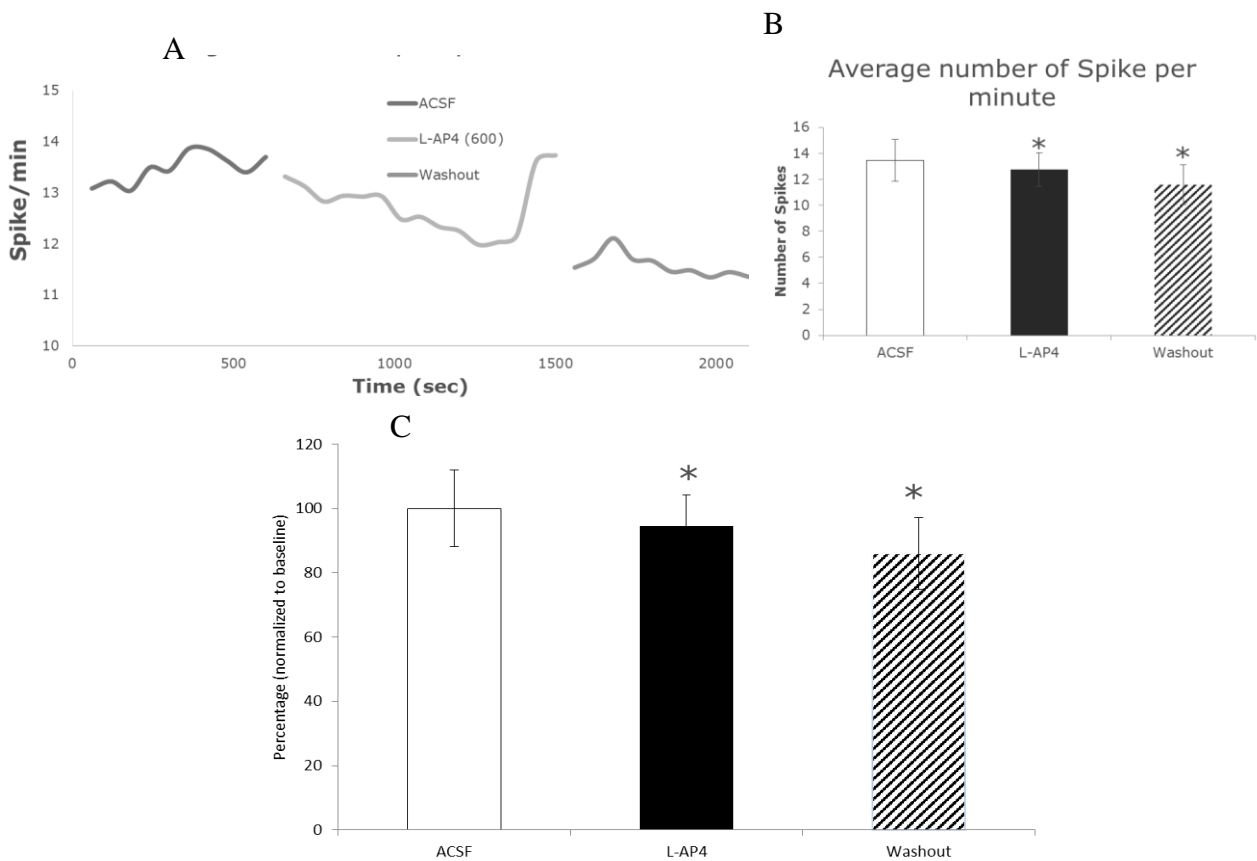 A
B
15
14
13
12
11
10
Spike/min
ACSF
L-AP4 (600)
Washout
0
500
1000
1500
2000
Time (sec)
Average number of Spike per
minute
16
14
12
10
8
6
4
2
0
Number of Spikes
*
*
ACSF
L-AP4
Washout
C
120
100
80
60
40
20
0
Percentage (normalized to baseline)
*
*
ACSF
L-AP4
Washout